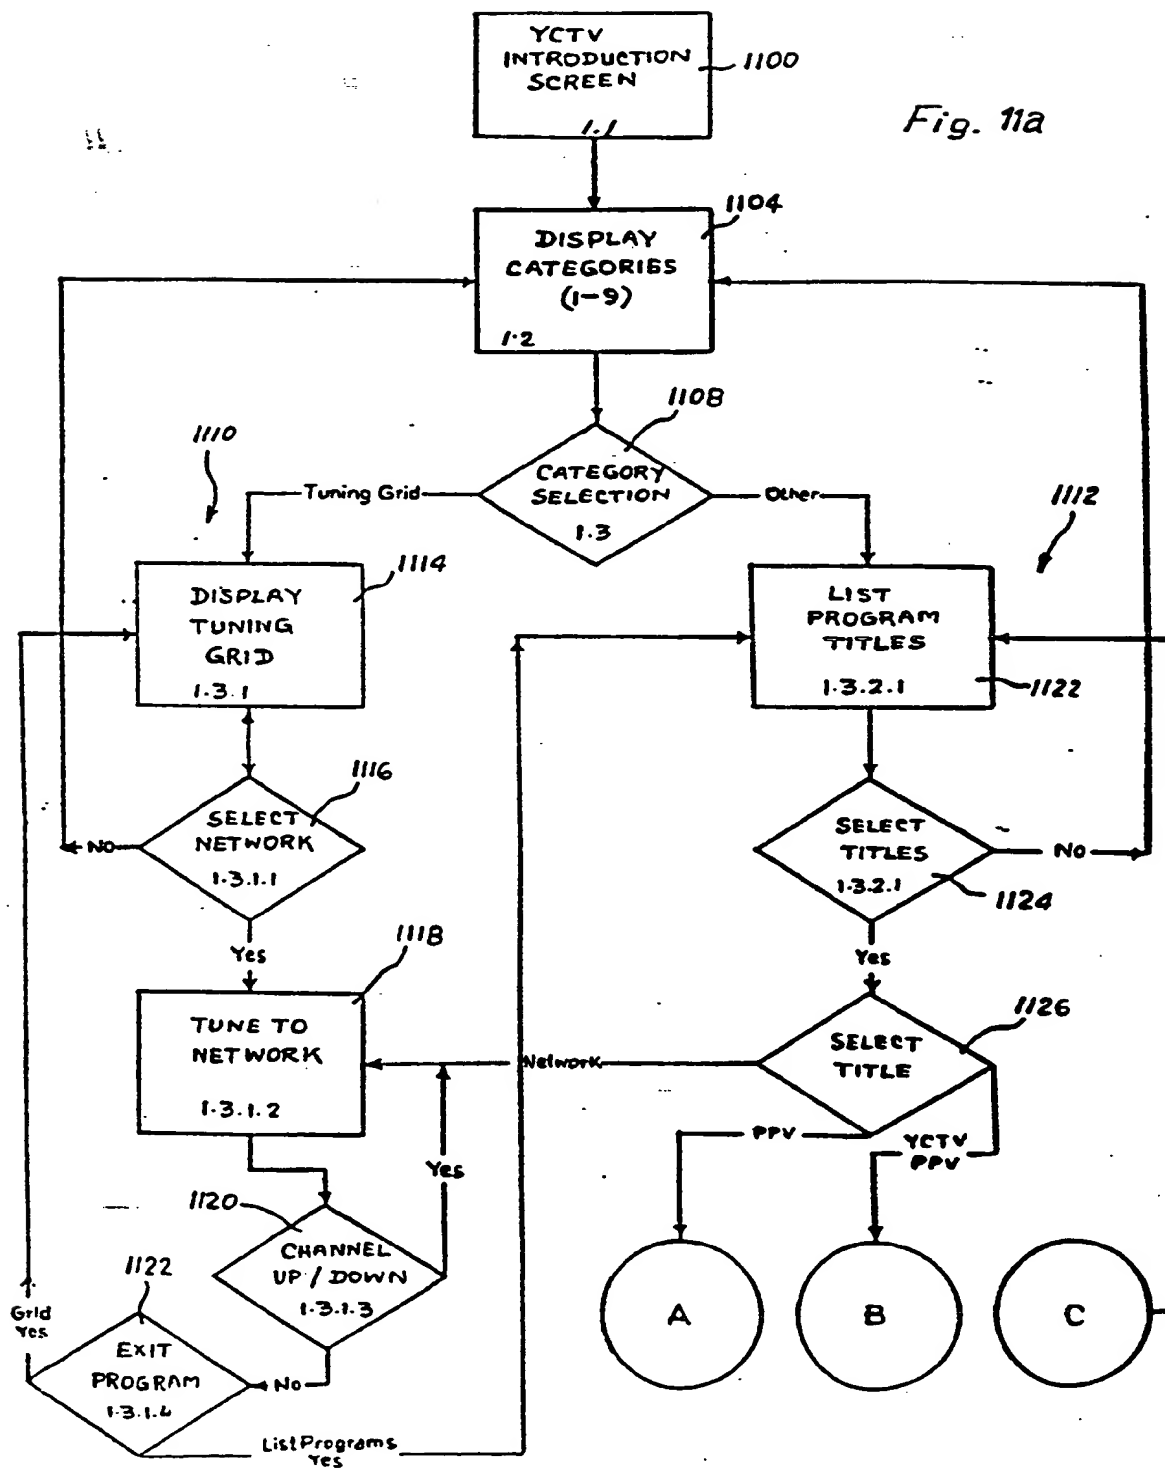 YCTV
INTRODUCTION
SCREEN
1.1
1100
Fig. 11a
1104
DISPLAY
CATEGORIES
(1-9)
1.2
1108
CATEGORY
SELECTION
1.3
Tuning Grid
Other
1110
1112
1114
DISPLAY
TUNING
GRID
1.3.1
LIST
PROGRAM
TITLES
1.3.2.1
1122
1116
SELECT
NETWORK
1.3.1.1
No
Yes
SELECT
TITLES
1.3.2.1
No
1124
Yes
1118
TUNE TO
NETWORK
1.3.1.2
Network
1126
SELECT
TITLE
PPV
YCTV
PPV
Yes
1120
CHANNEL
UP / DOWN
1.3.1.3
No
1122
EXIT
PROGRAM
1.3.1.4
Grid
Yes
List Programs
Yes
A
B
C